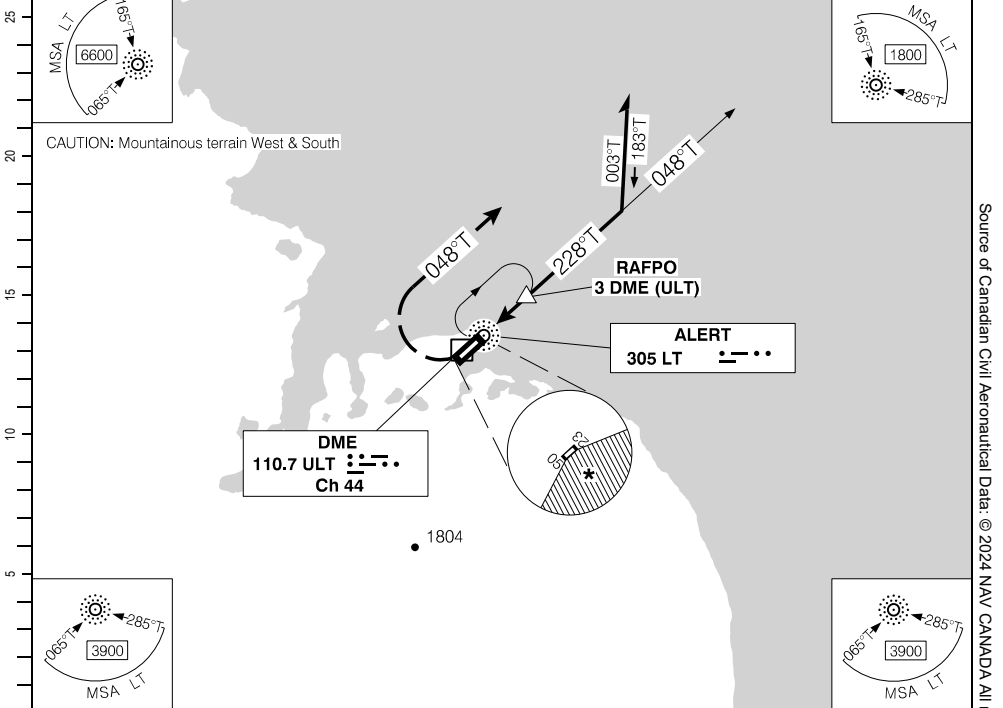 25
20
15
10
5
MSA LT
165°T
6600
065°T
MSA LT
165°T
1800
285°T
CAUTION: Mountainous terrain West & South
003°T
183°T
048°T
048°T
228°T
RAFPO
3 DME (ULT)
ALERT
305 LT
DME
110.7 ULT
Ch 44
05
23
*
1804
065°T
285°T
3900
MSA LT
065°T
285°T
3900
MSA LT
Source of Canadian Civil Aeronautical Data: © 2024 NAV CANADA All